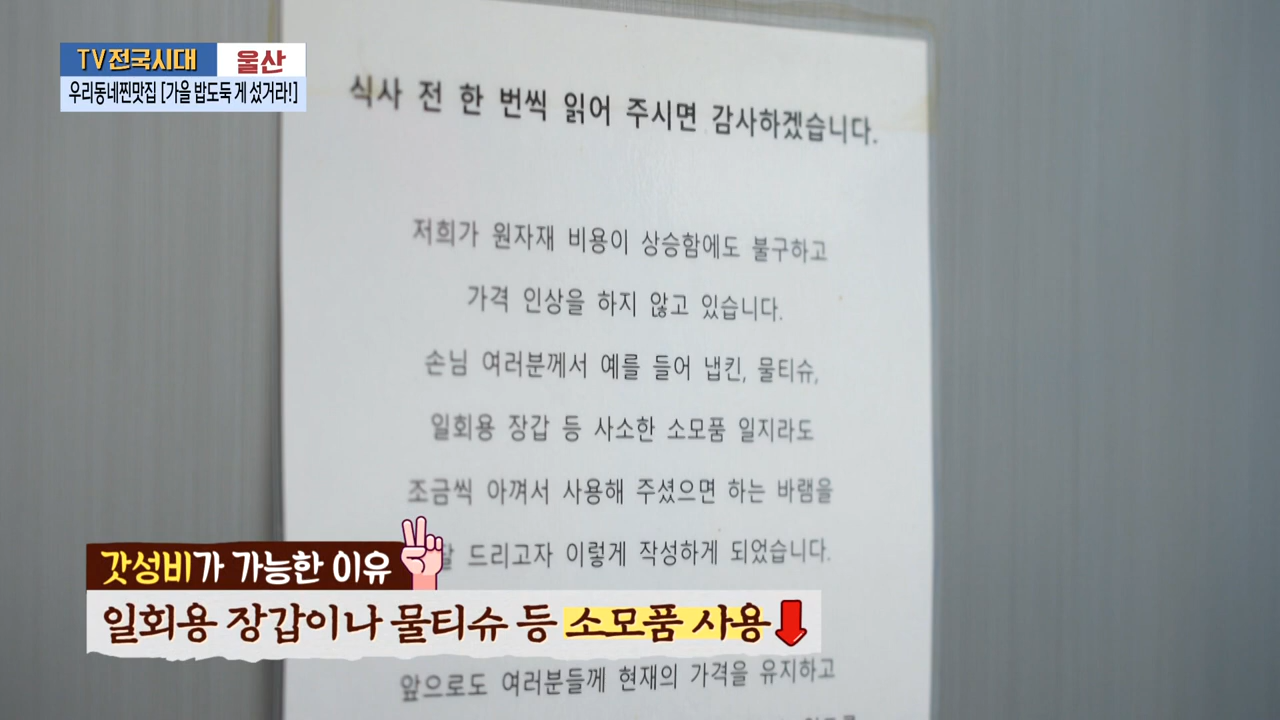 TV전국시대 울산
우리동네찐맛집 [가을 밥도둑 게 섰거라!]
식사 전 한 번씩 읽어 주시면 감사하겠습니다.
저희가 원자재 비용이 상승함에도 불구하고
가격 인상을 하지 않고 있습니다.
손님 여러분께서 예를 들어 냅킨, 물티슈,
일회용 장갑 등 사소한 소모품 일지라도
조금씩 아껴서 사용해 주셨으면 하는 바램을
드리고자 이렇게 작성하게 되었습니다.
갓성비가 가능한 이유
일회용 장갑이나 물티슈 등 소모품 사용
앞으로도 여러분들께 현재의 가격을 유지하고